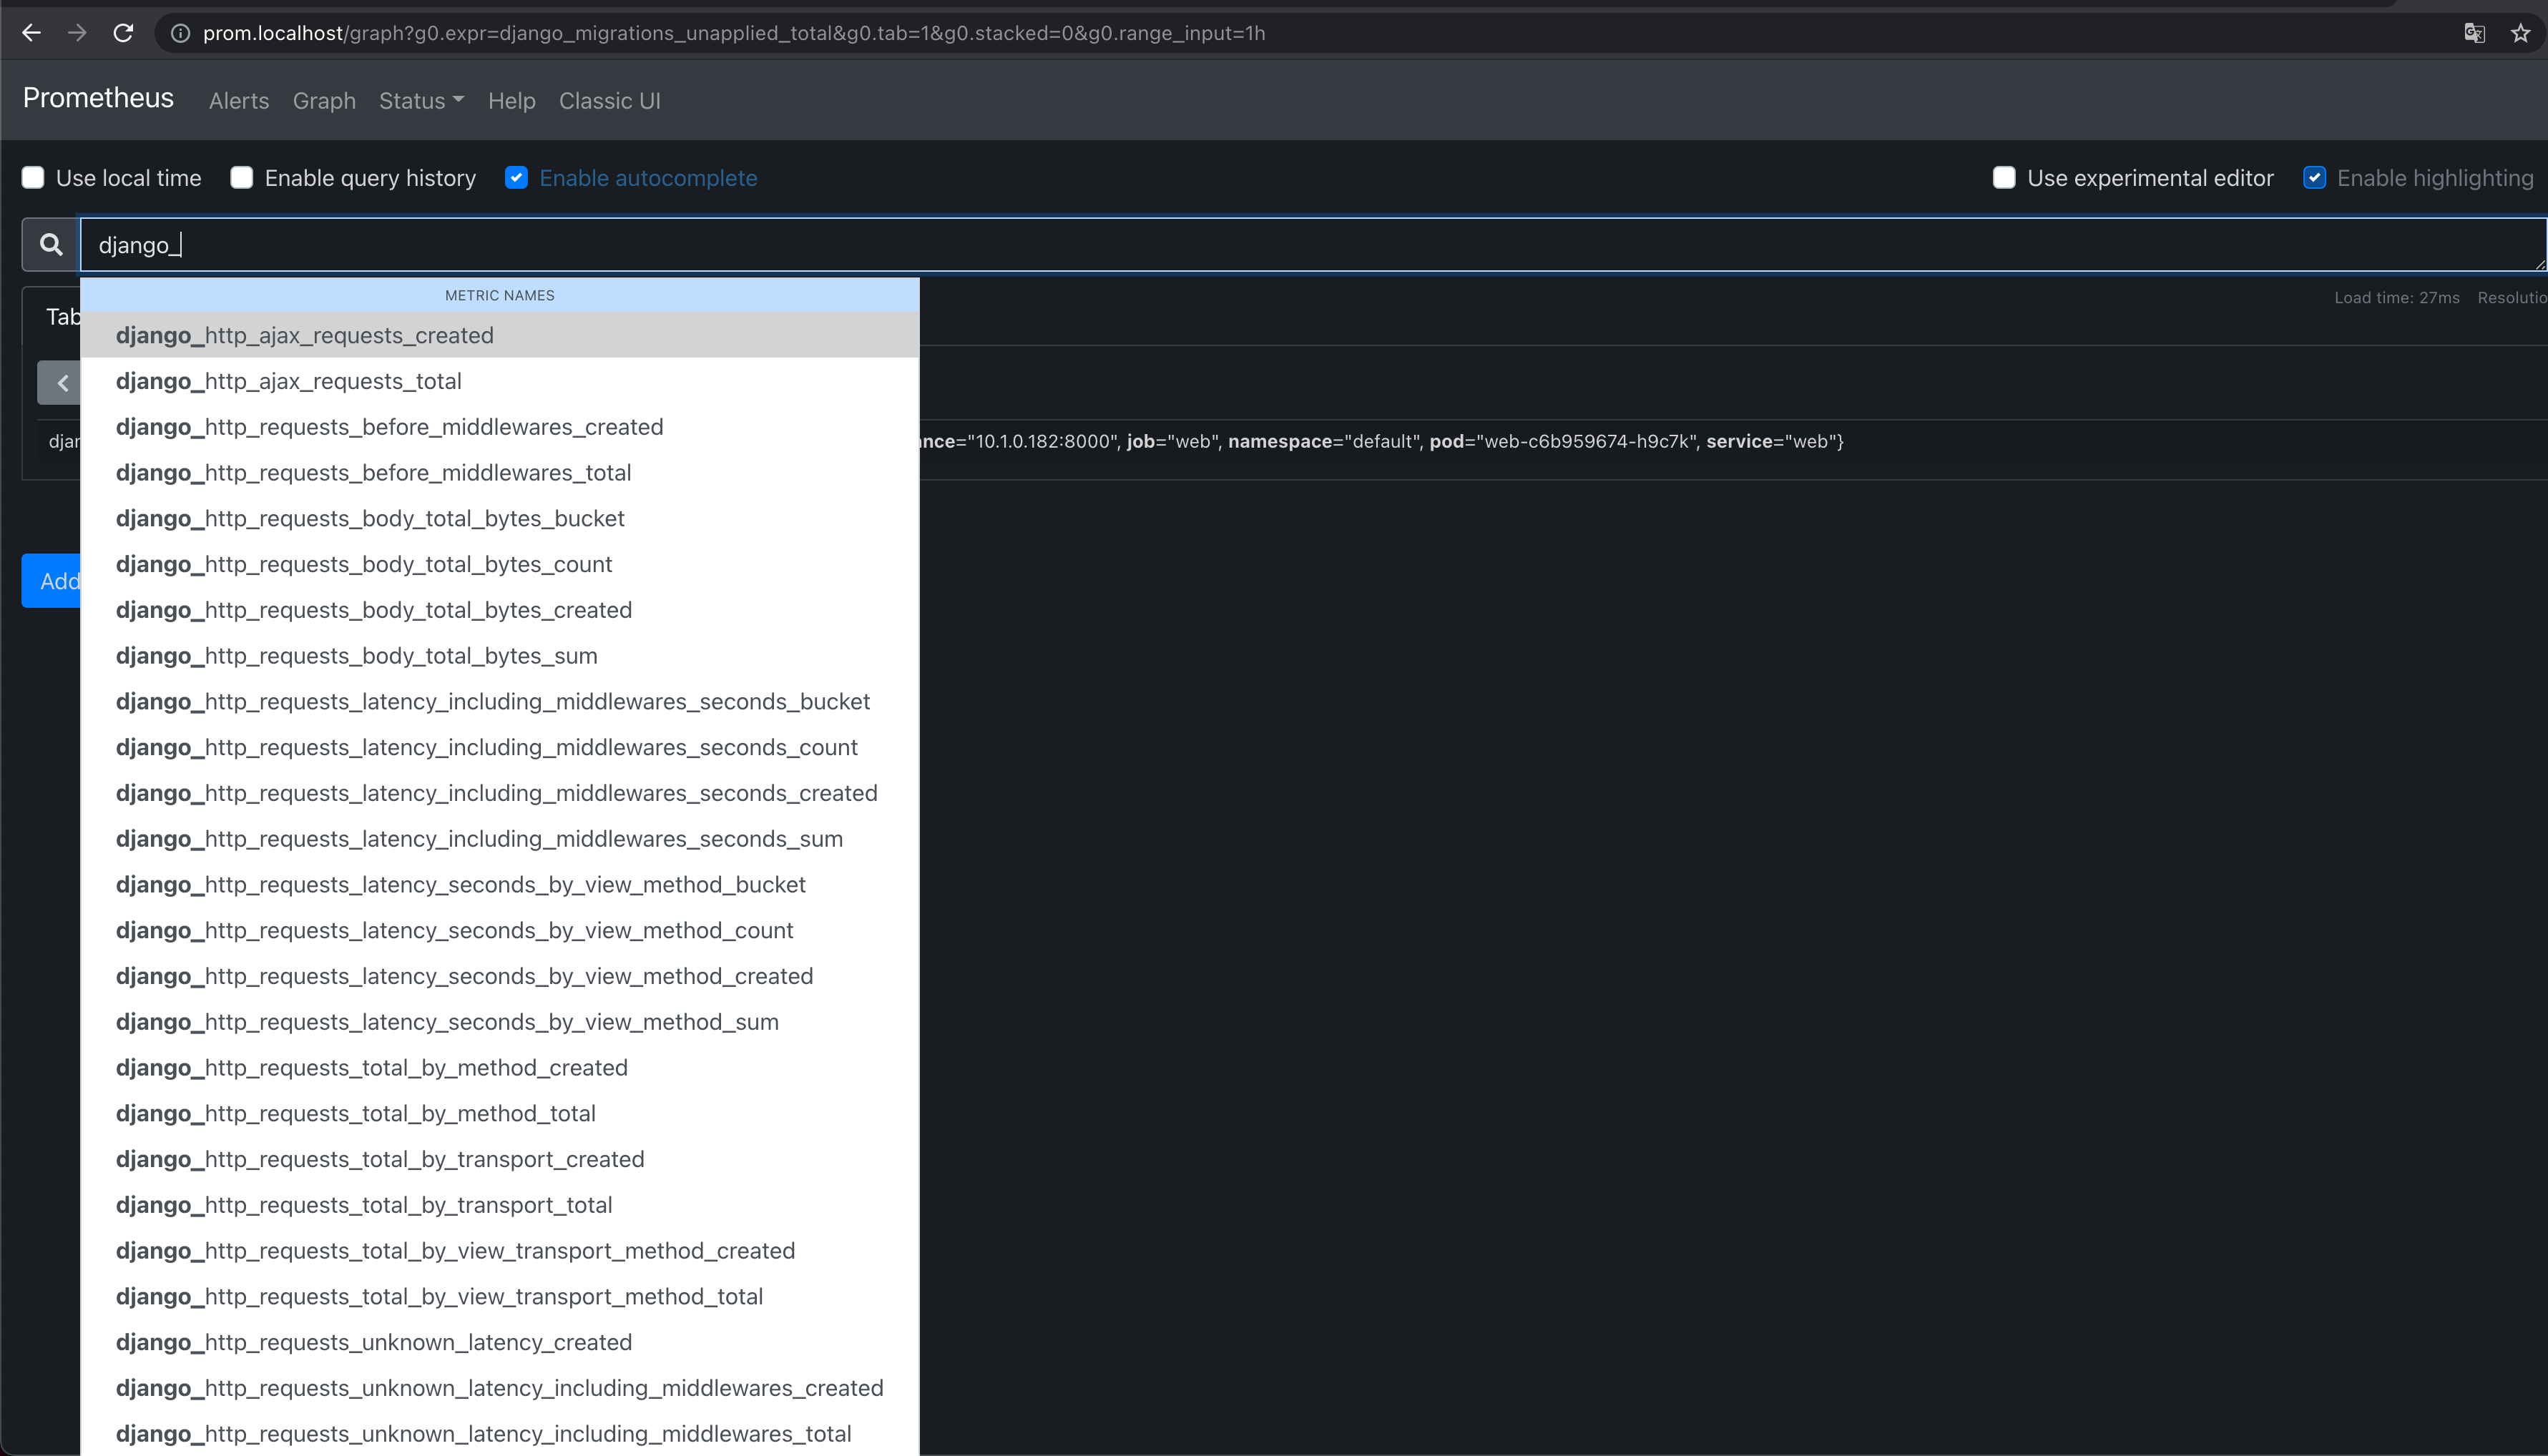 prom.localhost/graph?g0.expr=django_migrations_unapplied_total&g0.tab=1&g0.stacked=0&g0.range_input=1h
Prometheus Alerts Graph Status Help Classic UI
Use local time Enable query history Enable autocomplete Use experimental editor Enable highlighting
django_
METRIC NAMES
Load time: 27ms
Tab
django_http_ajax_requests_created
django_http_ajax_requests_total
django_http_requests_before_middlewares_created
ance="10.1.0.182:8000", job="web", namespace="default", pod="web-c6b959674-h9c7k", service="web"}
django_http_requests_before_middlewares_total
django_http_requests_body_total_bytes_bucket
django_http_requests_body_total_bytes_count
Add
django_http_requests_body_total_bytes_created
django_http_requests_body_total_bytes_sum
django_http_requests_latency_including_middlewares_seconds_bucket
django_http_requests_latency_including_middlewares_seconds_count
django_http_requests_latency_including_middlewares_seconds_created
django_http_requests_latency_including_middlewares_seconds_sum
django_http_requests_latency_seconds_by_view_method_bucket
django_http_requests_latency_seconds_by_view_method_count
django_http_requests_latency_seconds_by_view_method_created
django_http_requests_latency_seconds_by_view_method_sum
django_http_requests_total_by_method_created
django_http_requests_total_by_method_total
django_http_requests_total_by_transport_created
django_http_requests_total_by_transport_total
django_http_requests_total_by_view_transport_method_created
django_http_requests_total_by_view_transport_method_total
django_http_requests_unknown_latency_created
django_http_requests_unknown_latency_including_middlewares_created
django_http_requests_unknown_latency_including_middlewares_total